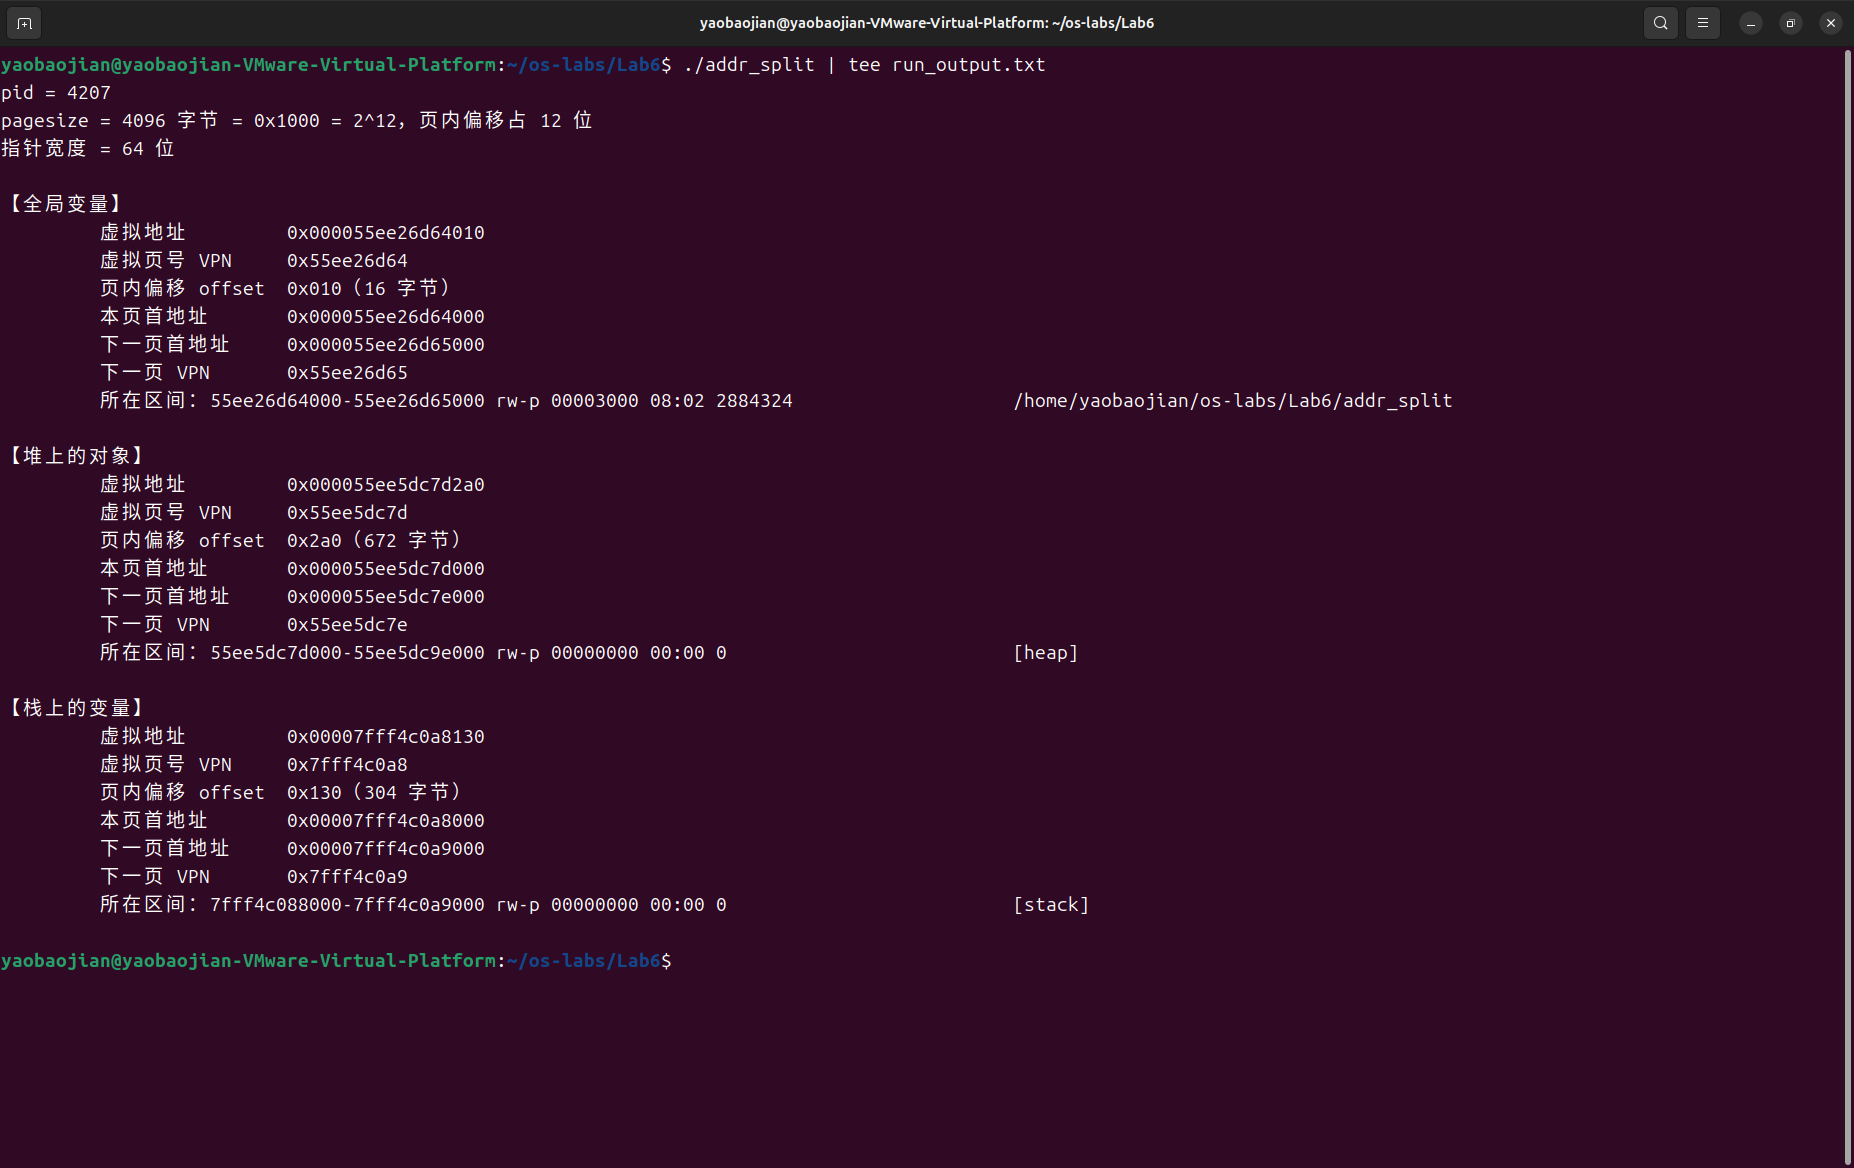 yaobaojian@yaobaojian-VMware-Virtual-Platform: ~/os-labs/Lab6
yaobaojian@yaobaojian-VMware-Virtual-Platform:~/os-labs/Lab6$ ./addr_split | tee run_output.txt
pid = 4207
pagesize = 4096 字节 = 0x1000 = 2^12，页内偏移占 12 位
指针宽度 = 64 位
【全局变量】
虚拟地址 0x000055ee26d64010
虚拟页号 VPN 0x55ee26d64
页内偏移 offset 0x010（16 字节）
本页首地址 0x000055ee26d64000
下一页首地址 0x000055ee26d65000
下一页 VPN 0x55ee26d65
所在区间：55ee26d64000-55ee26d65000 rw-p 00003000 08:02 2884324 /home/yaobaojian/os-labs/Lab6/addr_split
【堆上的对象】
虚拟地址 0x000055ee5dc7d2a0
虚拟页号 VPN 0x55ee5dc7d
页内偏移 offset 0x2a0（672 字节）
本页首地址 0x000055ee5dc7d000
下一页首地址 0x000055ee5dc7e000
下一页 VPN 0x55ee5dc7e
所在区间：55ee5dc7d000-55ee5dc9e000 rw-p 00000000 00:00 0 [heap]
【栈上的变量】
虚拟地址 0x00007fff4c0a8130
虚拟页号 VPN 0x7fff4c0a8
页内偏移 offset 0x130（304 字节）
本页首地址 0x00007fff4c0a8000
下一页首地址 0x00007fff4c0a9000
下一页 VPN 0x7fff4c0a9
所在区间：7fff4c088000-7fff4c0a9000 rw-p 00000000 00:00 0 [stack]
yaobaojian@yaobaojian-VMware-Virtual-Platform:~/os-labs/Lab6$